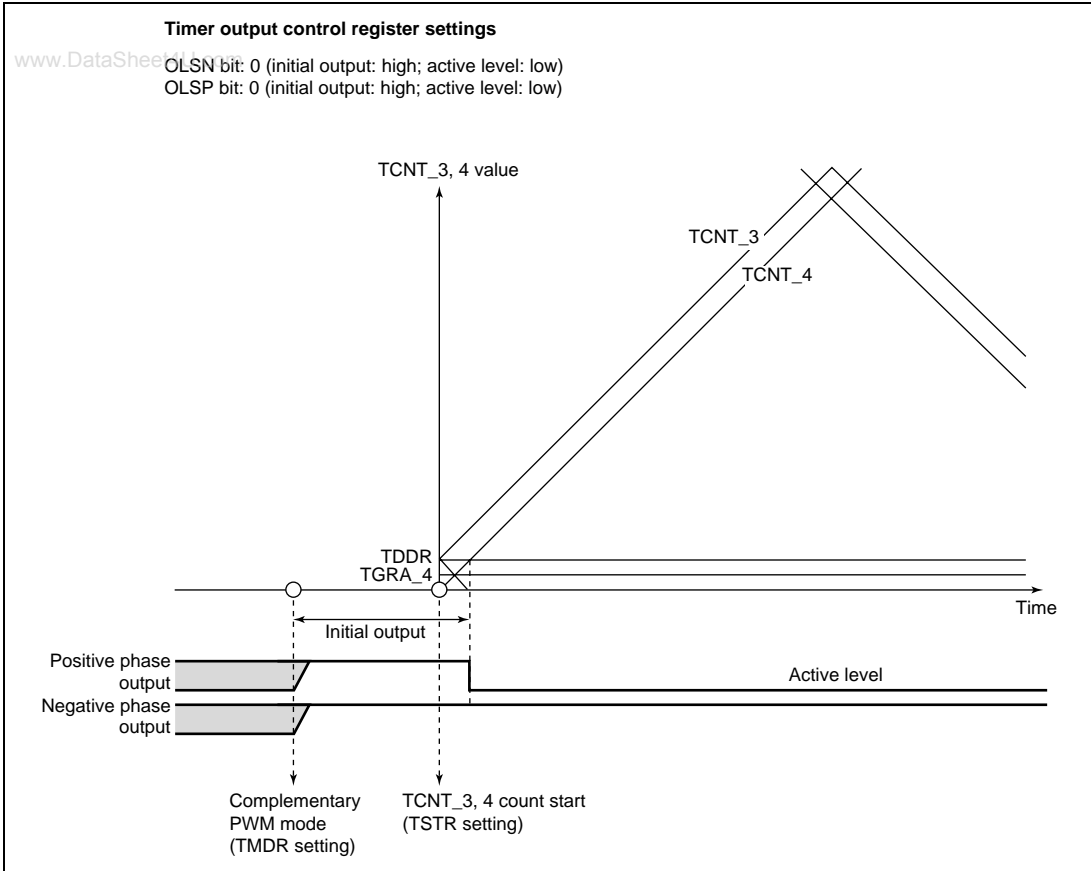 Timer output control register settings
www.DataSheet4U.com
OLSN bit: 0 (initial output: high; active level: low)
OLSP bit: 0 (initial output: high; active level: low)
TCNT_3, 4 value
TCNT_3
TCNT_4
TDDR
TGRA_4
Time
Initial output
Positive phase
output
Active level
Negative phase
output
Complementary
PWM mode
(TMDR setting)
TCNT_3, 4 count start
(TSTR setting)